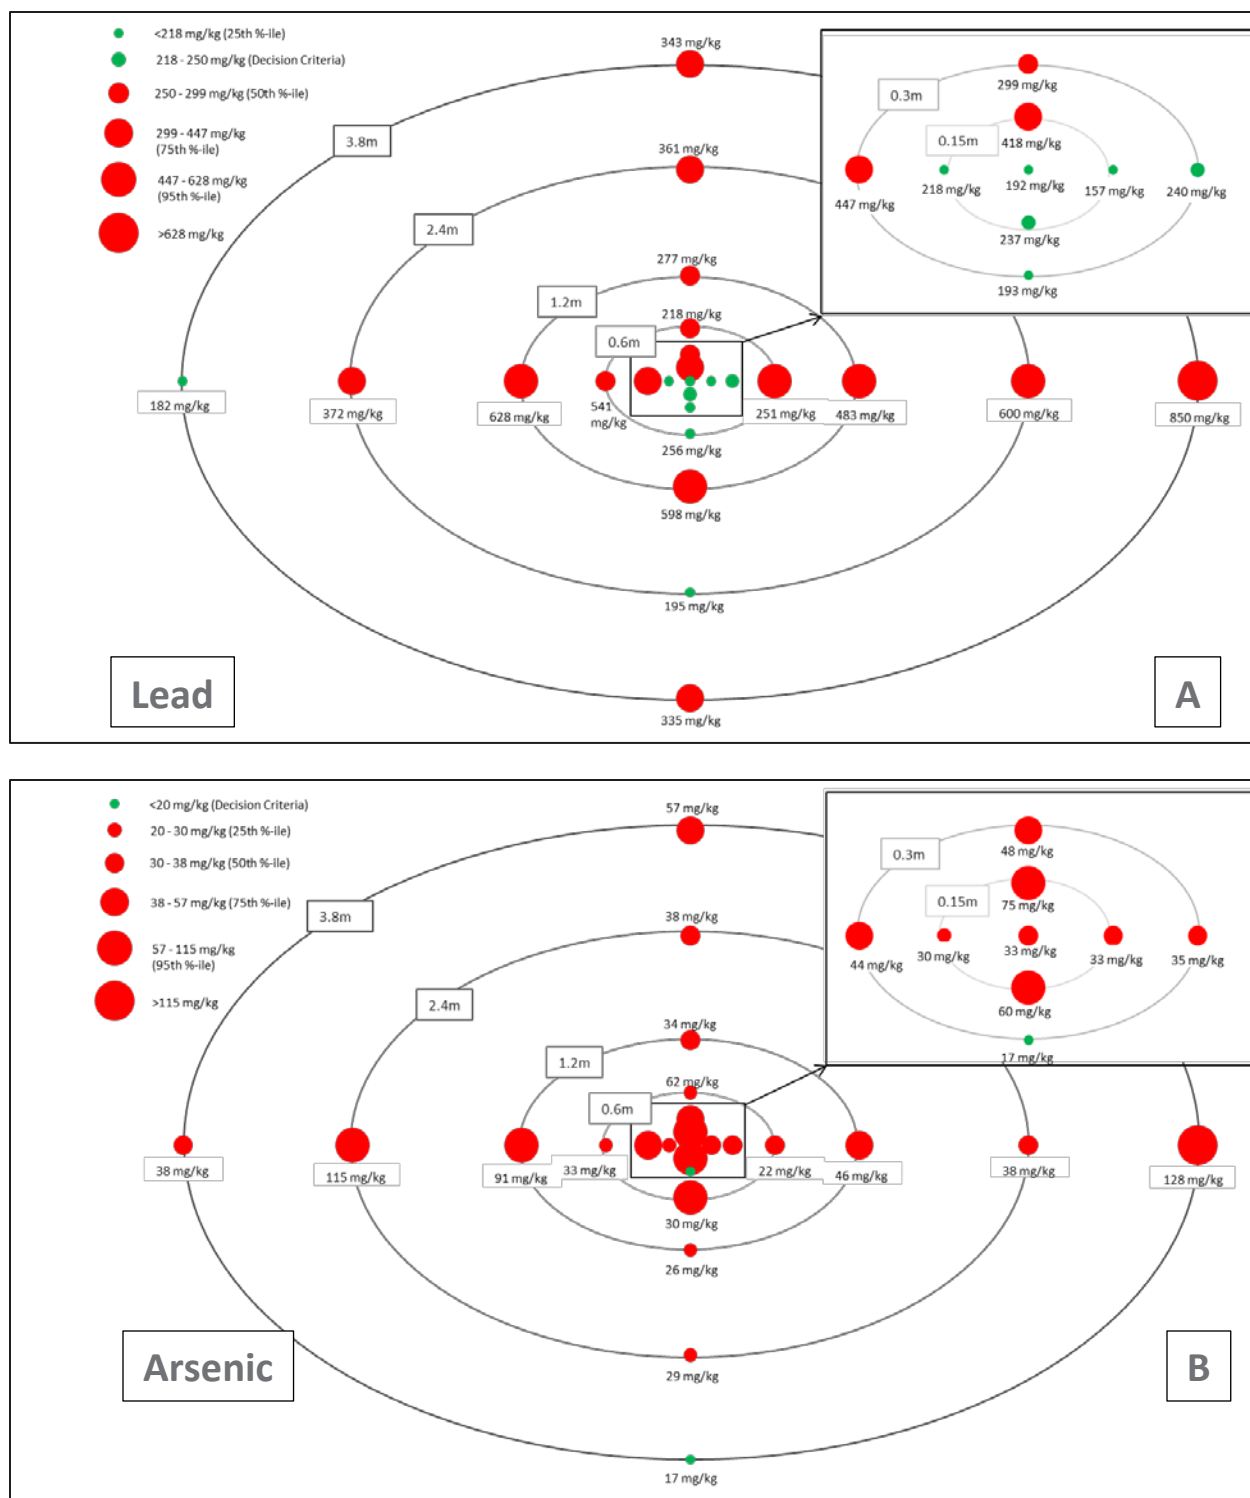 <218 mg/kg (25th %-ile)
218 - 250 mg/kg (Decision Criteria)
250 - 299 mg/kg (50th %-ile)
299 - 447 mg/kg
(75th %-ile)
447 - 628 mg/kg
(95th %-ile)
>628 mg/kg
343 mg/kg
3.8m
361 mg/kg
2.4m
277 mg/kg
1.2m
218 mg/kg
0.6m
182 mg/kg
372 mg/kg
628 mg/kg
541
mg/kg
251 mg/kg
483 mg/kg
600 mg/kg
850 mg/kg
256 mg/kg
598 mg/kg
195 mg/kg
335 mg/kg
299 mg/kg
0.3m
418 mg/kg
0.15m
447 mg/kg
218 mg/kg
192 mg/kg
157 mg/kg
240 mg/kg
237 mg/kg
193 mg/kg
Lead
A
<20 mg/kg (Decision Criteria)
20 - 30 mg/kg (25th %-ile)
30 - 38 mg/kg (50th %-ile)
38 - 57 mg/kg (75th %-ile)
57 - 115 mg/kg
(95th %-ile)
>115 mg/kg
57 mg/kg
3.8m
38 mg/kg
2.4m
34 mg/kg
1.2m
62 mg/kg
0.6m
38 mg/kg
115 mg/kg
91 mg/kg
33 mg/kg
22 mg/kg
46 mg/kg
38 mg/kg
128 mg/kg
30 mg/kg
26 mg/kg
29 mg/kg
17 mg/kg
48 mg/kg
0.3m
75 mg/kg
0.15m
44 mg/kg
30 mg/kg
33 mg/kg
33 mg/kg
35 mg/kg
60 mg/kg
17 mg/kg
Arsenic
B